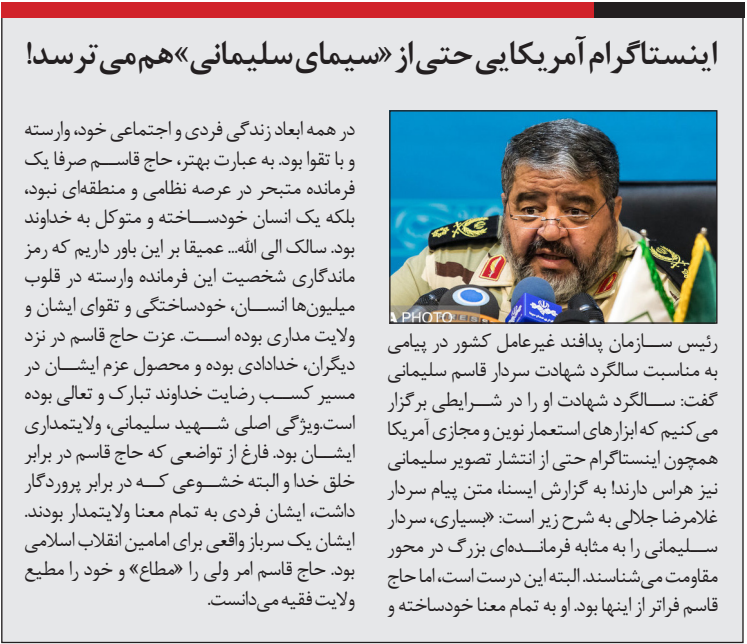 اینستاگرام آمریکایی حتی از «سیمای سلیمانی» هم می‌ترسد!
A PHOTO
رئیس سازمان پدافند غیرعامل کشور در پیامی
به مناسبت سالگرد شهادت سردار قاسم سلیمانی
گفت: سالگرد شهادت او را در شرایطی برگزار
می‌کنیم که ابزارهای استعمار نوین و مجازی آمریکا
همچون اینستاگرام حتی از انتشار تصویر سلیمانی
نیز هراس دارند! به گزارش ایسنا، متن پیام سردار
غلامرضا جلالی به شرح زیر است: «بسیاری، سردار
سلیمانی را به مثابه فرمانده‌ای بزرگ در محور
مقاومت می‌شناسند. البته این درست است، اما حاج
قاسم فراتر از اینها بود. او به تمام معنا خودساخته و
در همه ابعاد زندگی فردی و اجتماعی خود، وارسته
و با تقوا بود. به عبارت بهتر، حاج قاسم صرفا یک
فرمانده متبحر در عرصه نظامی و منطقه‌ای نبود،
بلکه یک انسان خودساخته و متوکل به خداوند
بود. سالک الی الله... عمیقا بر این باور داریم که رمز
ماندگاری شخصیت این فرمانده وارسته در قلوب
میلیون‌ها انسان، خودساختگی و تقوای ایشان و
ولایت مداری بوده است. عزت حاج قاسم در نزد
دیگران، خدادادی بوده و محصول عزم ایشان در
مسیر کسب رضایت خداوند تبارک و تعالی بوده
است.ویژگی اصلی شهید سلیمانی، ولایتمداری
ایشان بود. فارغ از تواضعی که حاج قاسم در برابر
خلق خدا و البته خشوعی که در برابر پروردگار
داشت، ایشان فردی به تمام معنا ولایتمدار بودند.
ایشان یک سرباز واقعی برای امامین انقلاب اسلامی
بود. حاج قاسم امر ولی را «مطاع» و خود را مطیع
ولایت فقیه می‌دانست.